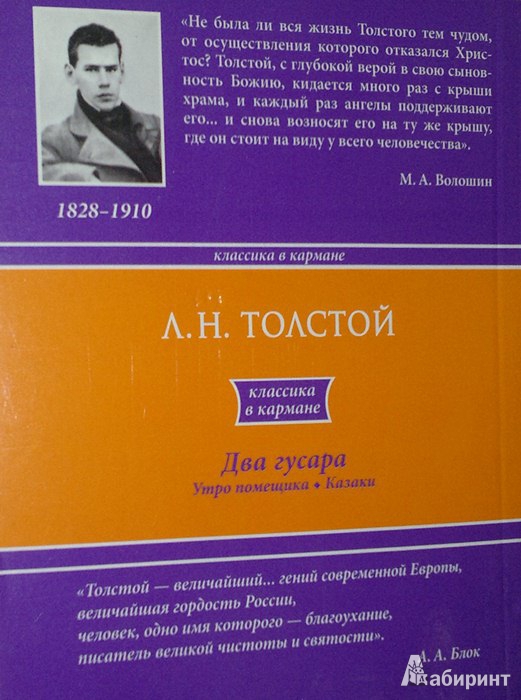 «Не была ли вся жизнь Толстого тем чудом,
от осуществления которого отказался Хрис-
тос? Толстой, с глубокой верой в свою сынов-
ность Божию, кидается много раз с крыши
храма, и каждый раз ангелы поддерживают
его... и снова возносят его на ту же крышу,
где он стоит на виду у всего человечества».
М. А. Волошин
1828–1910
классика в кармане
Л. Н. ТОЛСТОЙ
классика
в кармане
Два гусара
Утро помещика • Казаки
«Толстой — величайший... гений современной Европы,
величайшая гордость России,
человек, одно имя которого — благоухание,
писатель великой чистоты и святости».
А. А. Блок
Лабиринт